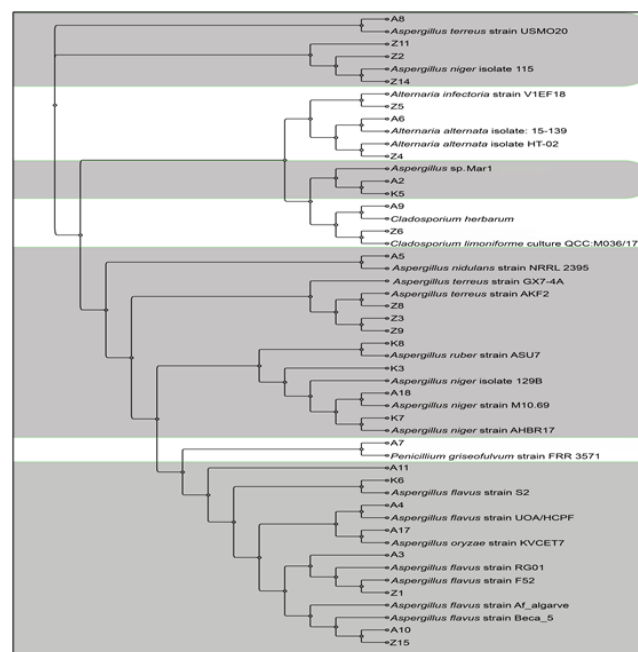 A8
Aspergillus terreus strain USMO20
Z11
Z2
Aspergillus niger isolate 115
Z14
Alternaria infectoria strain V1EF18
Z5
A6
Alternaria alternata isolate: 15-139
Alternaria alternata isolate HT-02
Z4
Aspergillus sp.Mar1
A2
K5
A9
Cladosporium herbarum
Z6
Cladosporium limoniforme culture QCC:M036/17
A5
Aspergillus nidulans strain NRRL 2395
Aspergillus terreus strain GX7-4A
Aspergillus terreus strain AKF2
Z8
Z3
Z9
K8
Aspergillus ruber strain ASU7
K3
Aspergillus niger isolate 129B
A18
Aspergillus niger strain M10.69
K7
Aspergillus niger strain AHBR17
A7
Penicillium griseofulvum strain FRR 3571
A11
K6
Aspergillus flavus strain S2
A4
Aspergillus flavus strain UOA/HCPF
A17
Aspergillus oryzae strain KVCET7
A3
Aspergillus flavus strain RG01
Aspergillus flavus strain F52
Z1
Aspergillus flavus strain Af_algarve
Aspergillus flavus strain Beca_5
A10
Z15